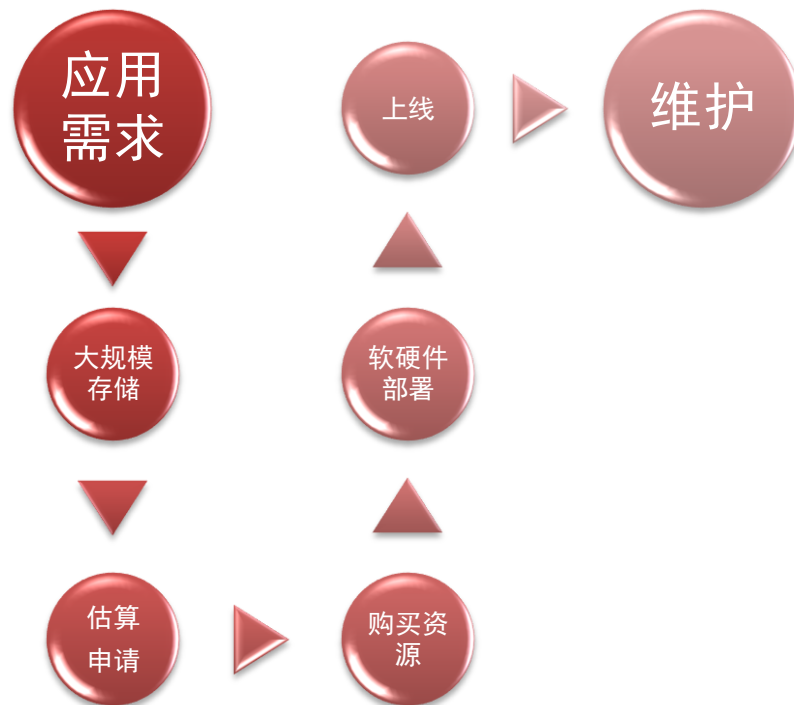 应用
需求
大规模
存储
估算
申请
购买资
源
软硬件
部署
上线
维护